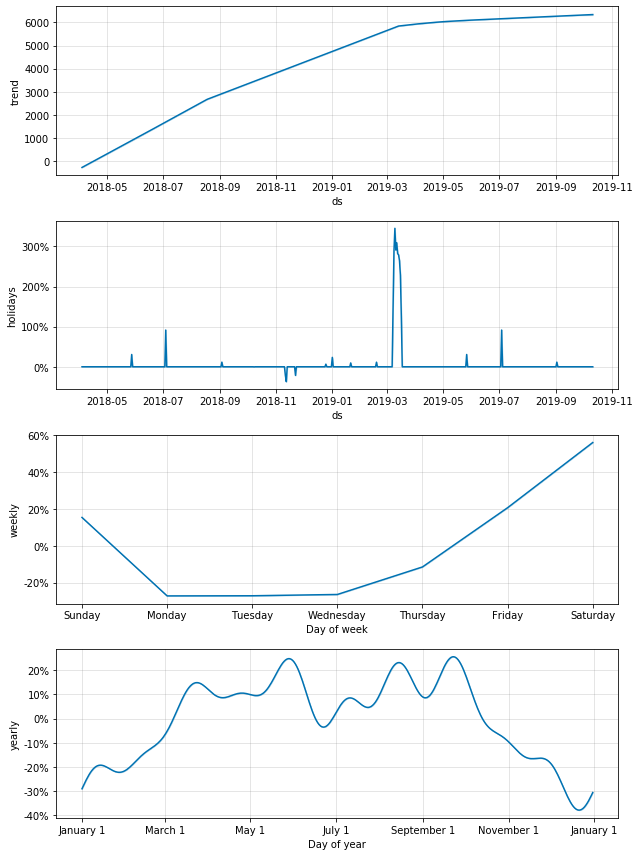 6000
5000
4000
3000
2000
1000
0
trend
2018-05 2018-07 2018-09 2018-11 2019-01 2019-03 2019-05 2019-07 2019-09 2019-11
ds
300%
200%
100%
0%
holidays
2018-05 2018-07 2018-09 2018-11 2019-01 2019-03 2019-05 2019-07 2019-09 2019-11
ds
60%
40%
20%
0%
-20%
weekly
Sunday Monday Tuesday Wednesday Thursday Friday Saturday
Day of week
20%
10%
0%
-10%
-20%
-30%
-40%
yearly
January 1 March 1 May 1 July 1 September 1 November 1 January 1
Day of year